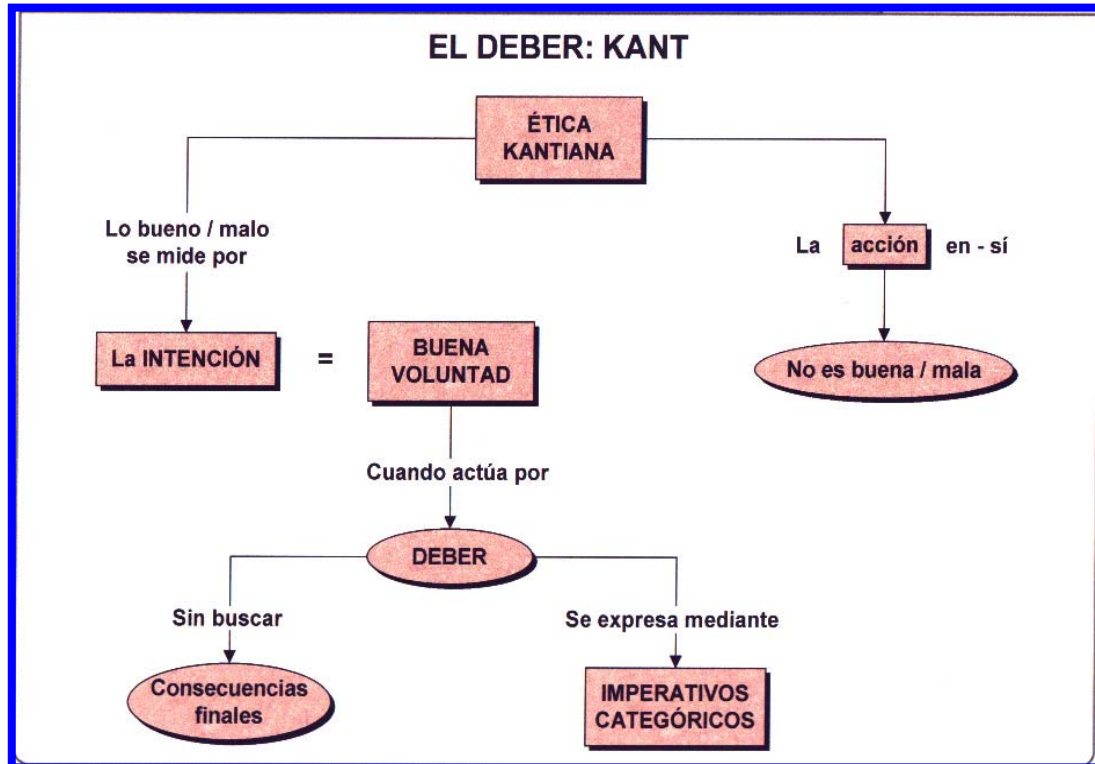 EL DEBER: KANT
ÉTICA
KANTIANA
Lo bueno / malo
se mide por
La acción en - sí
La INTENCIÓN = BUENA
VOLUNTAD
No es buena / mala
Cuando actúa por
DEBER
Sin buscar
Se expresa mediante
Consecuencias
finales
IMPERATIVOS
CATEGÓRICOS